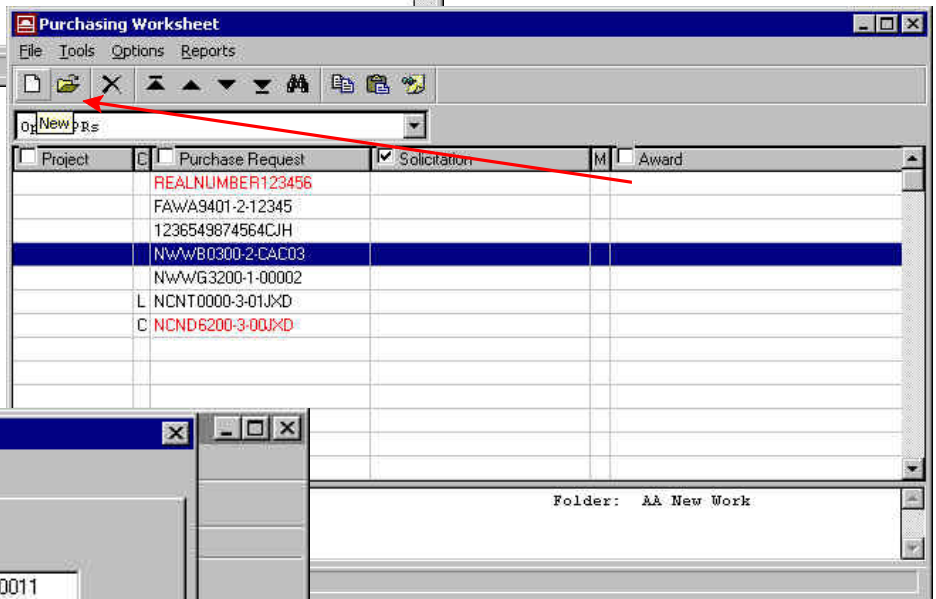 Purchasing Worksheet
File Tools Options Reports
New PRs
Project C Purchase Request Solicitation M Award
REALNUMBER123456
FAWA9401-2-12345
1236549874564CJH
NWWB0300-2-CAC03
NWWG3200-1-00002
L NCNT0000-3-01JXD
C NCND6200-3-00JXD
Folder: AA New Work
0011